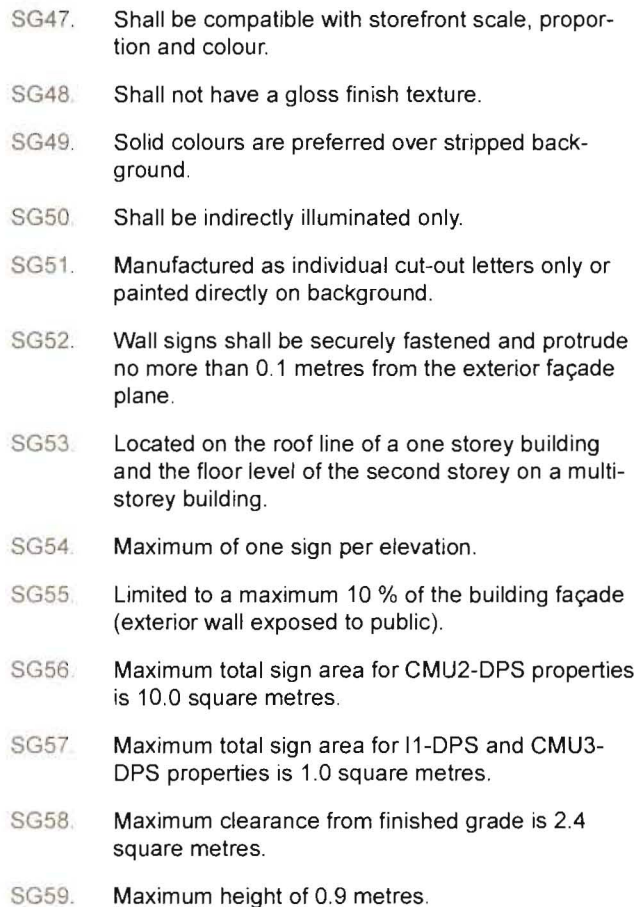 SG47. Shall be compatible with storefront scale, propor-
tion and colour.
SG48. Shall not have a gloss finish texture.
SG49. Solid colours are preferred over stripped back-
ground.
SG50. Shall be indirectly illuminated only.
SG51. Manufactured as individual cut-out letters only or
painted directly on background.
SG52. Wall signs shall be securely fastened and protrude
no more than 0.1 metres from the exterior façade
plane.
SG53. Located on the roof line of a one storey building
and the floor level of the second storey on a multi-
storey building.
SG54. Maximum of one sign per elevation.
SG55. Limited to a maximum 10 % of the building façade
(exterior wall exposed to public).
SG56. Maximum total sign area for CMU2-DPS properties
is 10.0 square metres.
SG57. Maximum total sign area for I1-DPS and CMU3-
DPS properties is 1.0 square metres.
SG58. Maximum clearance from finished grade is 2.4
square metres.
SG59. Maximum height of 0.9 metres.